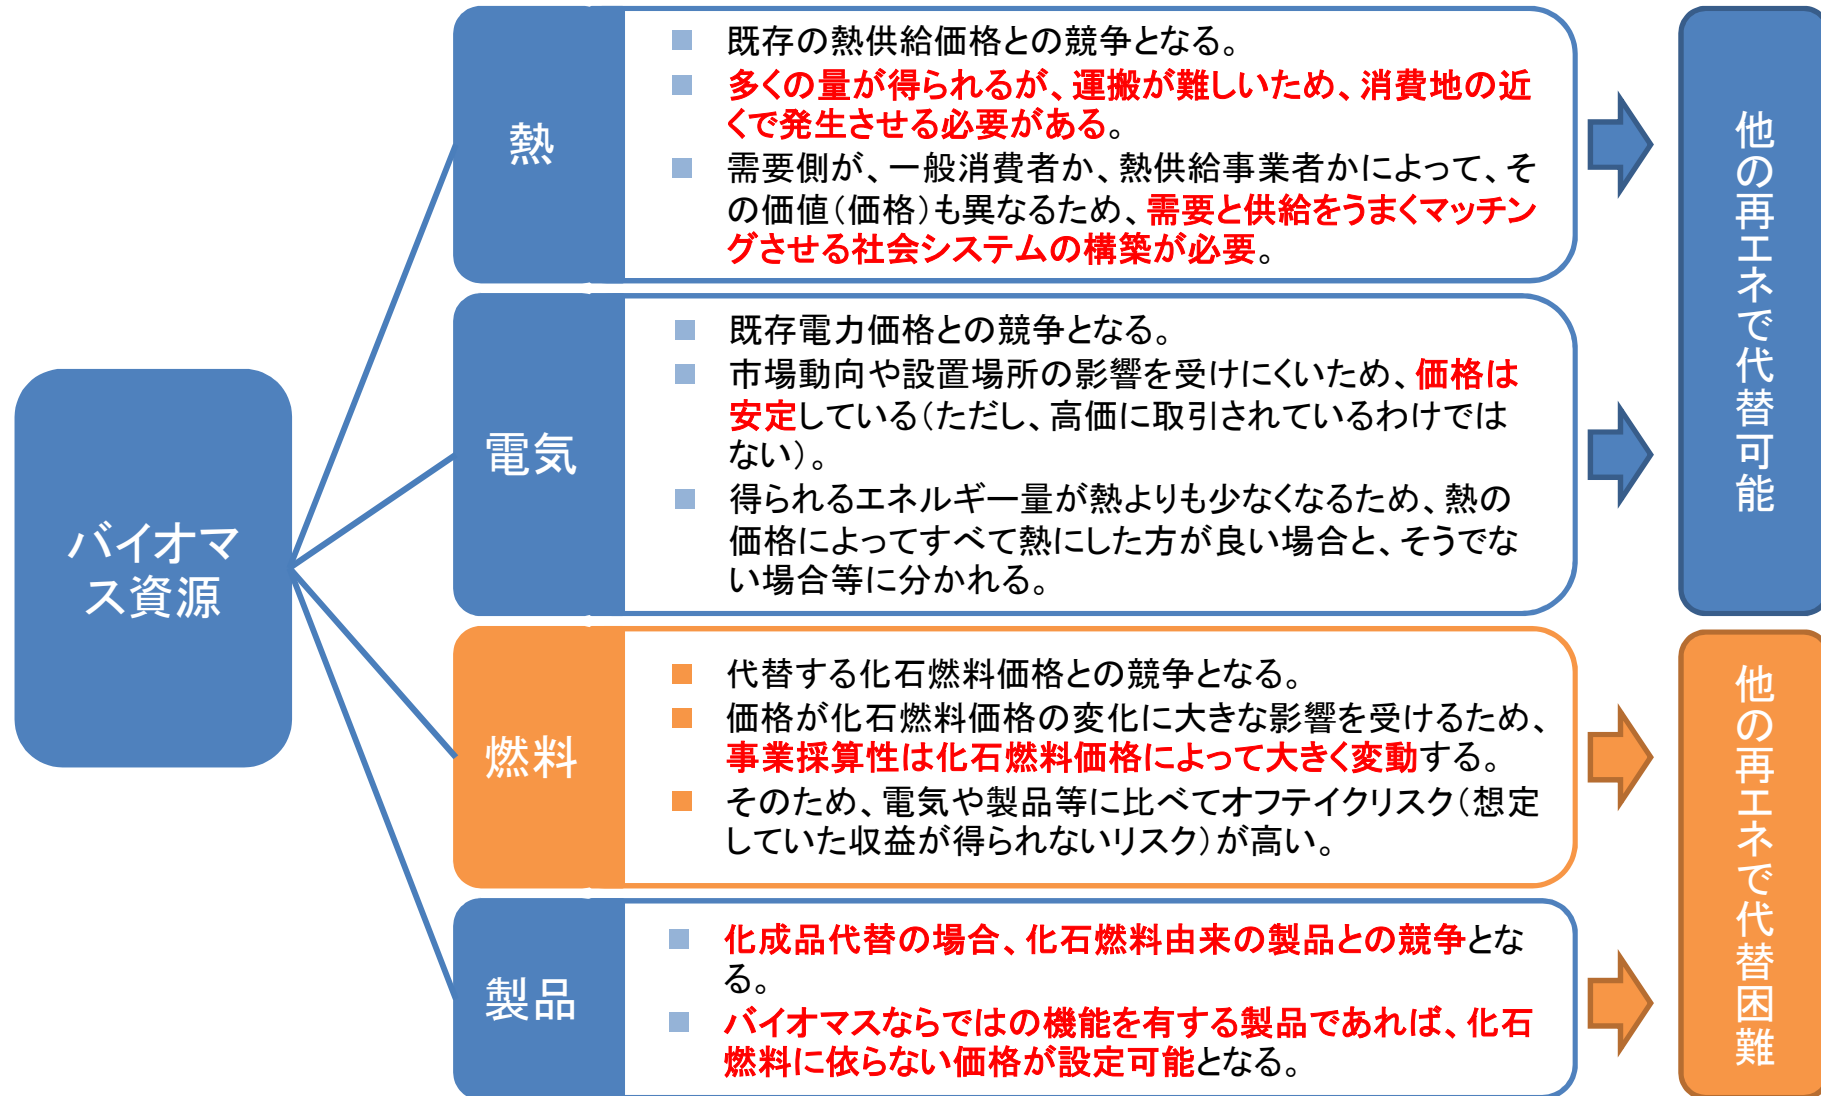 バイオマ
ス資源
熱
既存の熱供給価格との競争となる。
多くの量が得られるが、運搬が難しいため、消費地の近
くで発生させる必要がある。
需要側が、一般消費者か、熱供給事業者かによって、そ
の価値(価格)も異なるため、需要と供給をうまくマッチン
グさせる社会システムの構築が必要。
電気
既存電力価格との競争となる。
市場動向や設置場所の影響を受けにくいため、価格は
安定している(ただし、高価に取引されているわけでは
ない)。
得られるエネルギー量が熱よりも少なくなるため、熱の
価格によってすべて熱にした方が良い場合と、そうでな
い場合等に分かれる。
他の再エネで代替可能
燃料
代替する化石燃料価格との競争となる。
価格が化石燃料価格の変化に大きな影響を受けるため、
事業採算性は化石燃料価格によって大きく変動する。
そのため、電気や製品等に比べてオフテイクリスク(想定
していた収益が得られないリスク)が高い。
製品
化成品代替の場合、化石燃料由来の製品との競争とな
る。
バイオマスならではの機能を有する製品であれば、化石
燃料に依らない価格が設定可能となる。
他の再エネで代替困難